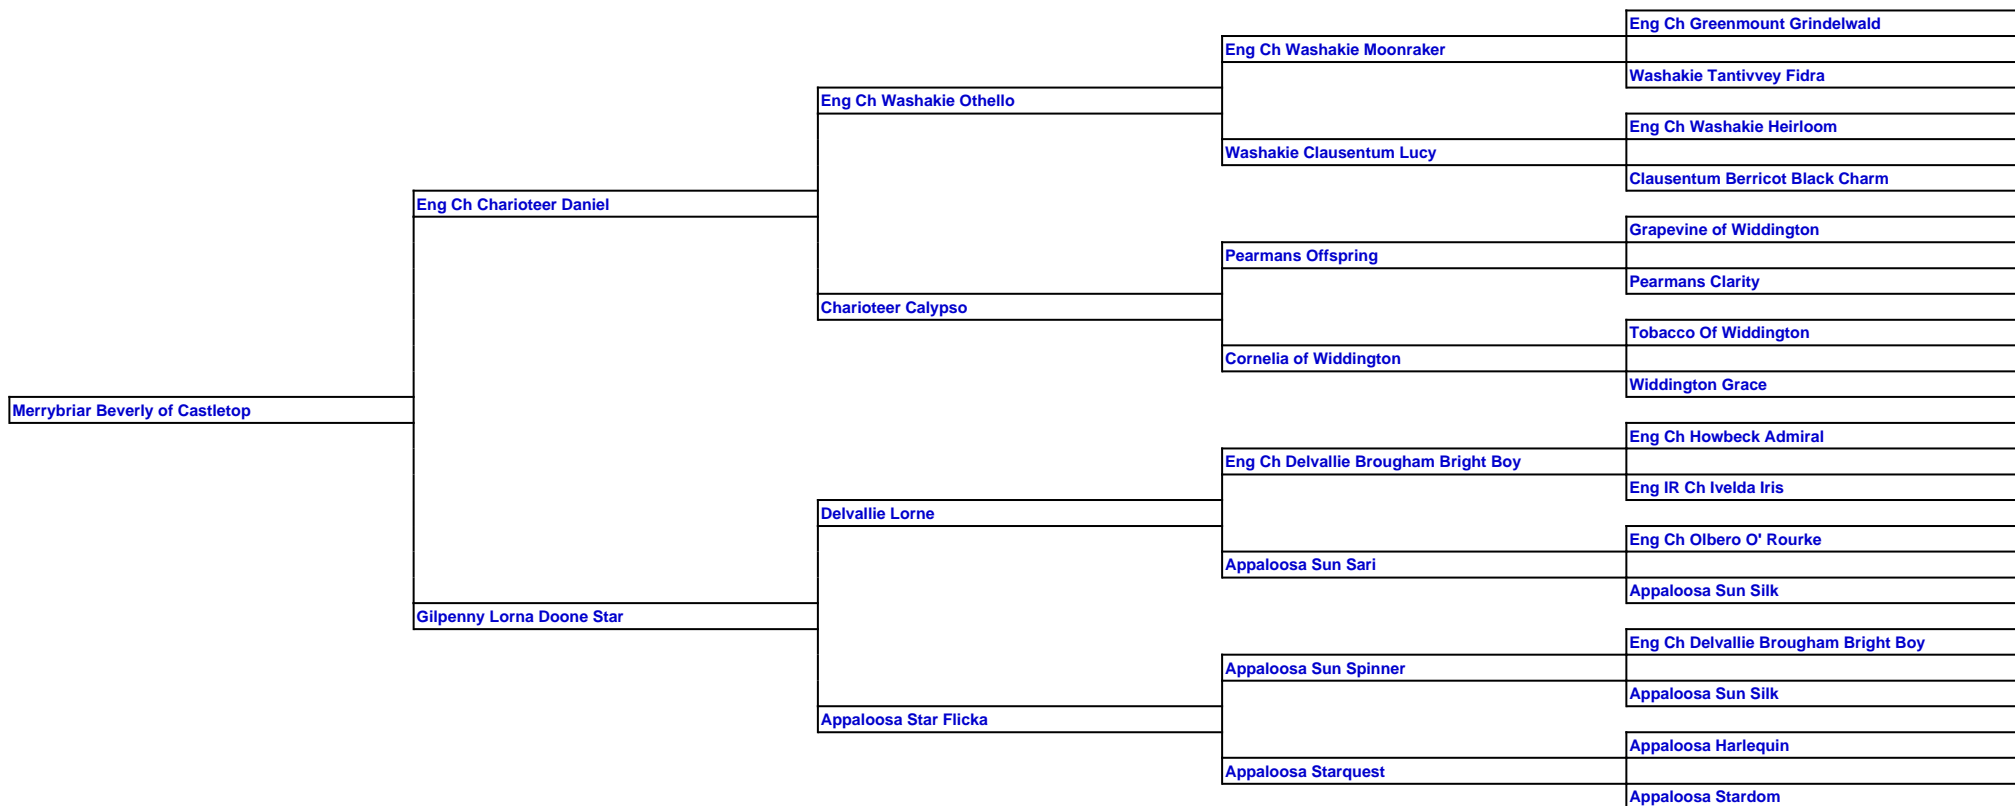 Eng Ch Greenmount Grindelwald
Eng Ch Washakie Moonraker
Washakie Tantivvey Fidra
Eng Ch Washakie Othello
Eng Ch Washakie Heirloom
Washakie Clausentum Lucy
Clausentum Berricot Black Charm
Eng Ch Charioteer Daniel
Grapevine of Widdington
Pearmans Offspring
Pearmans Clarity
Charioteer Calypso
Tobacco Of Widdington
Cornelia of Widdington
Widdington Grace
Merrybriar Beverly of Castletop
Eng Ch Howbeck Admiral
Eng Ch Delvallie Brougham Bright Boy
Eng IR Ch Ivelda Iris
Delvallie Lorne
Eng Ch Olbero O' Rourke
Appaloosa Sun Sari
Appaloosa Sun Silk
Gilpenny Lorna Doone Star
Eng Ch Delvallie Brougham Bright Boy
Appaloosa Sun Spinner
Appaloosa Sun Silk
Appaloosa Star Flicka
Appaloosa Harlequin
Appaloosa Starquest
Appaloosa Stardom